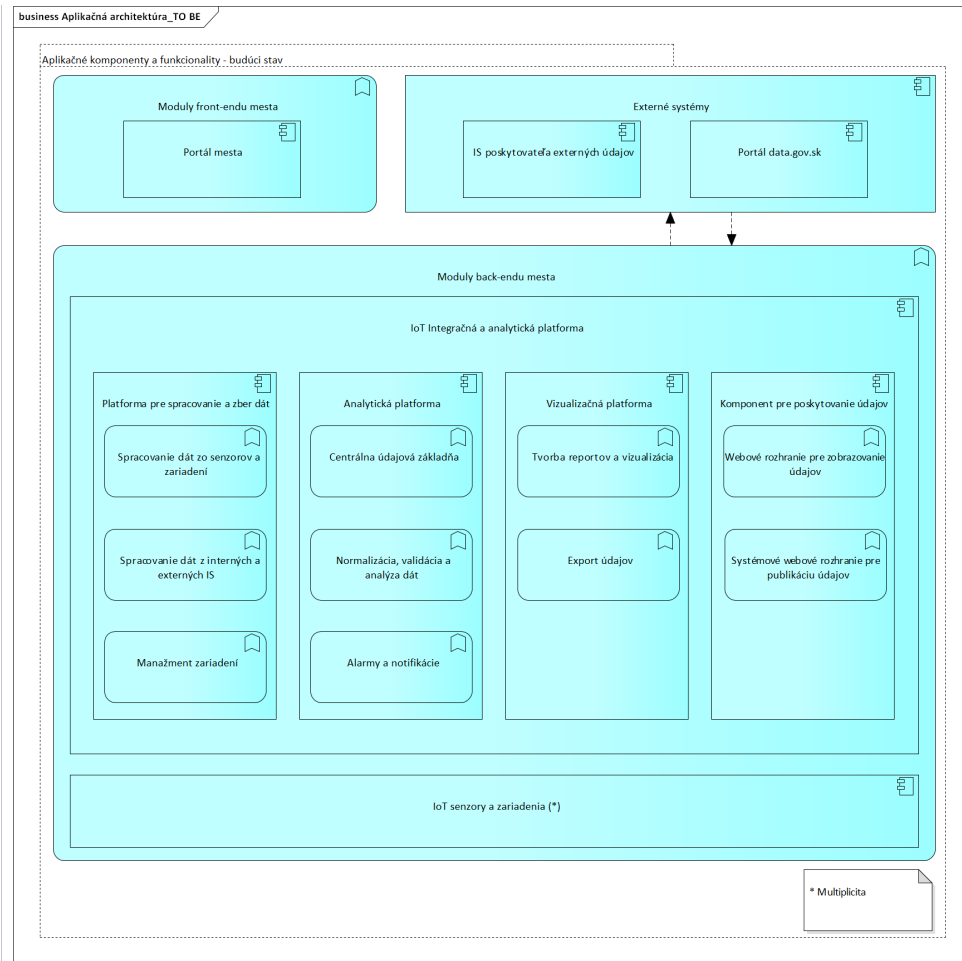 business Aplikačná architektúra_TO BE
Aplikačné komponenty a funkcionality - budúci stav
Moduly front-endu mesta
Portál mesta
Externé systémy
IS poskytovateľa externých údajov
Portál data.gov.sk
Moduly back-endu mesta
IoT Integračná a analytická platforma
Platforma pre spracovanie a zber dát
Spracovanie dát zo senzorov a
zariadení
Spracovanie dát z interných a
externých IS
Manažment zariadení
Analytická platforma
Centrálna údajová základňa
Normalizácia, validácia a
analýza dát
Alarmy a notifikácie
Vizualizačná platforma
Tvorba reportov a vizualizácia
Export údajov
Komponent pre poskytovanie údajov
Webové rozhranie pre zobrazovanie
údajov
Systémové webové rozhranie pre
publikáciu údajov
IoT senzory a zariadenia (*)
* Multiplicita